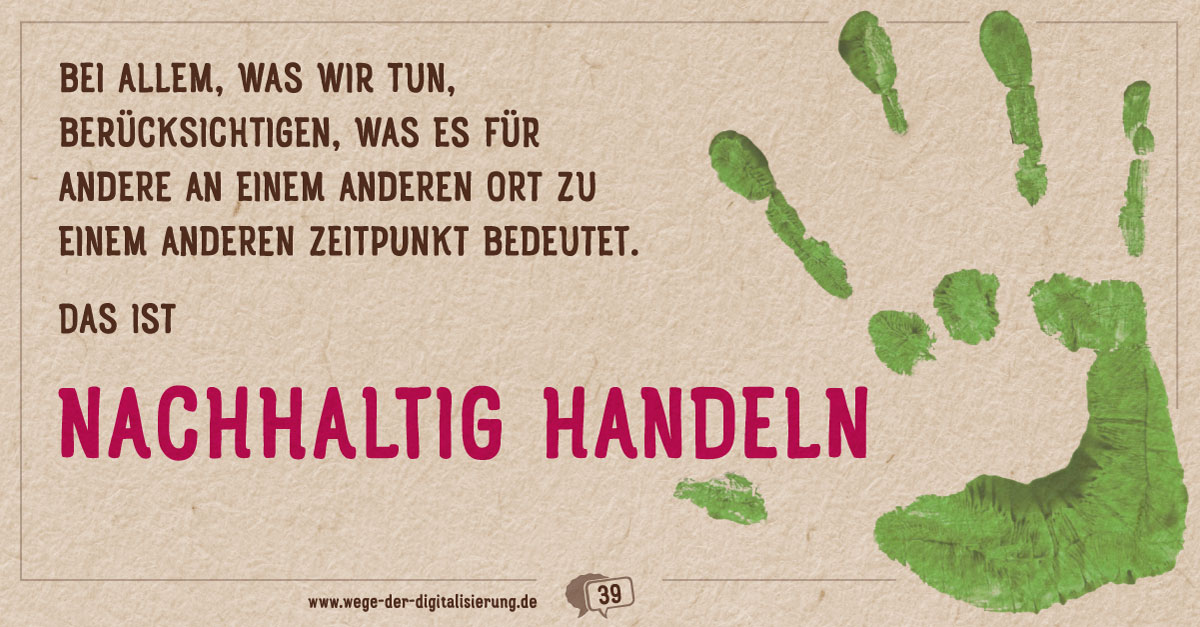 BEI ALLEM, WAS WIR TUN,
BERÜCKSICHTIGEN, WAS ES FÜR
ANDERE AN EINEM ANDEREN ORT ZU
EINEM ANDEREN ZEITPUNKT BEDEUTET.
DAS IST
NACHHALTIG HANDELN
www.wege-der-digitalisierung.de
39